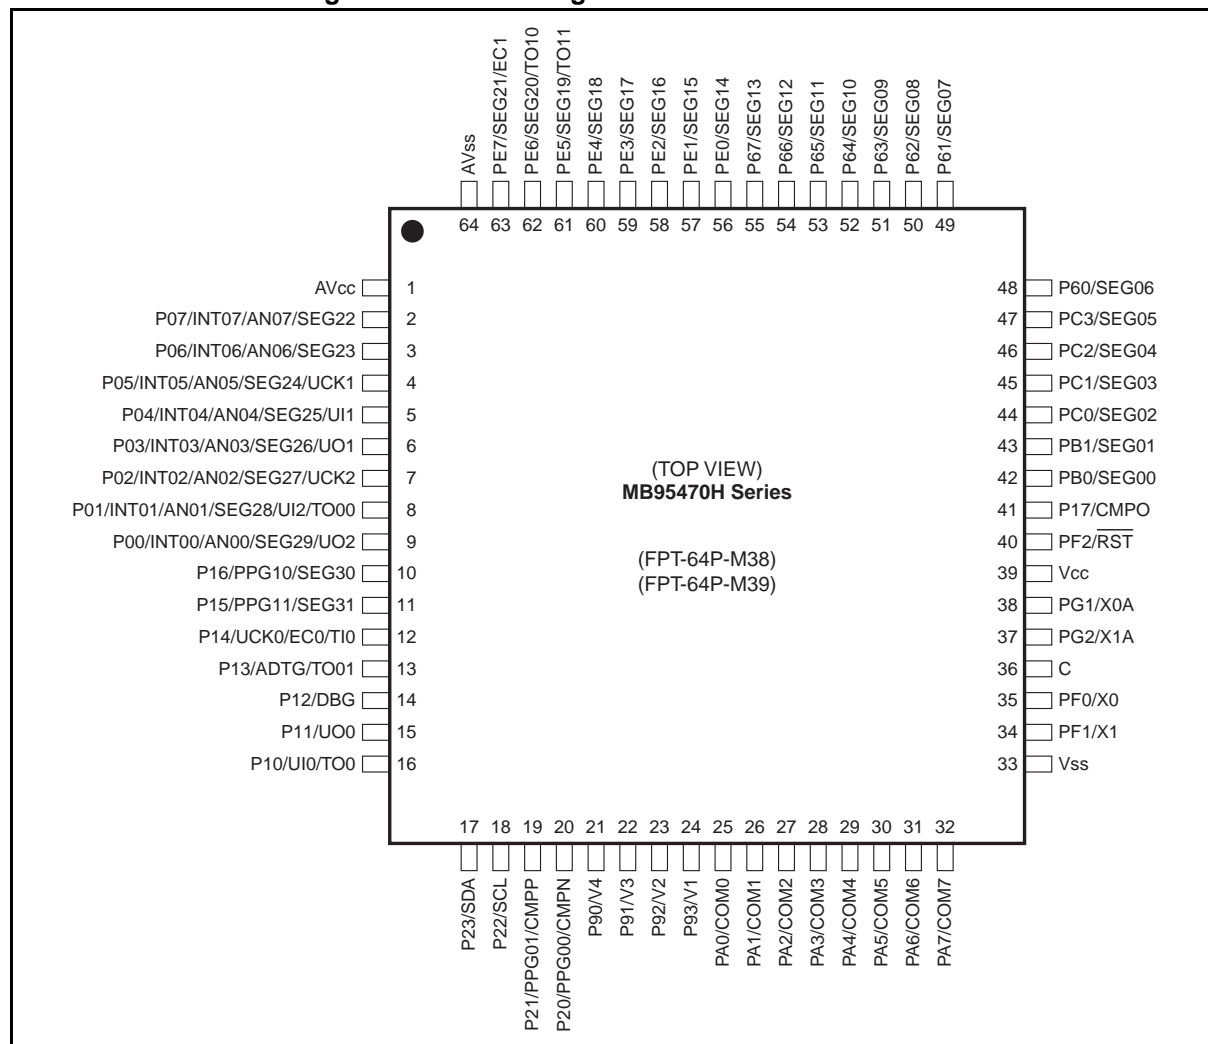 PE7/SEG21/EC1
PE6/SEG20/TO10
PE5/SEG19/TO11
PE4/SEG18
PE3/SEG17
PE2/SEG16
PE1/SEG15
PE0/SEG14
P67/SEG13
P66/SEG12
P65/SEG11
P64/SEG10
P63/SEG09
P62/SEG08
P61/SEG07
AVss
64 63 62 61 60 59 58 57 56 55 54 53 52 51 50 49
AVcc 1
P07/INT07/AN07/SEG22 2
P06/INT06/AN06/SEG23 3
P05/INT05/AN05/SEG24/UCK1 4
P04/INT04/AN04/SEG25/UI1 5
P03/INT03/AN03/SEG26/UO1 6
P02/INT02/AN02/SEG27/UCK2 7
P01/INT01/AN01/SEG28/UI2/TO00 8
P00/INT00/AN00/SEG29/UO2 9
P16/PPG10/SEG30 10
P15/PPG11/SEG31 11
P14/UCK0/EC0/TI0 12
P13/ADTG/TO01 13
P12/DBG 14
P11/UO0 15
P10/UI0/TO0 16
(TOP VIEW)
MB95470H Series
(FPT-64P-M38)
(FPT-64P-M39)
48 P60/SEG06
47 PC3/SEG05
46 PC2/SEG04
45 PC1/SEG03
44 PC0/SEG02
43 PB1/SEG01
42 PB0/SEG00
41 P17/CMPO
40 PF2/RST
39 Vcc
38 PG1/X0A
37 PG2/X1A
36 C
35 PF0/X0
34 PF1/X1
33 Vss
17 18 19 20 21 22 23 24 25 26 27 28 29 30 31 32
P23/SDA
P22/SCL
P21/PPG01/CMPP
P20/PPG00/CMPN
P90/V4
P91/V3
P92/V2
P93/V1
PA0/COM0
PA1/COM1
PA2/COM2
PA3/COM3
PA4/COM4
PA5/COM5
PA6/COM6
PA7/COM7